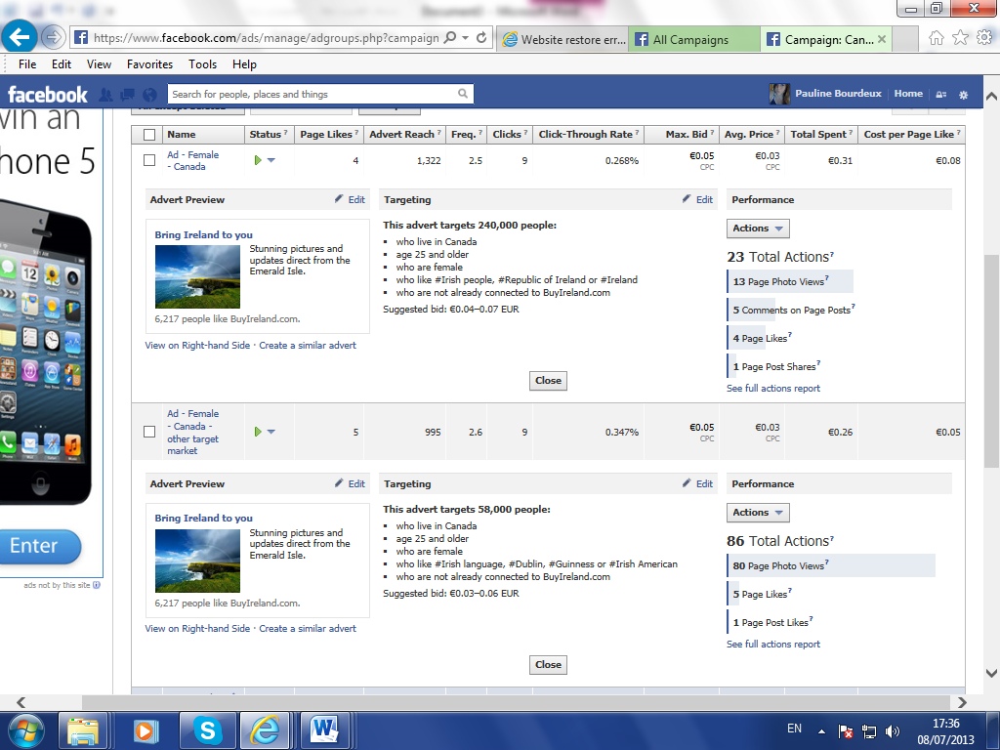 https://www.facebook.com/ads/manage/adgroups.php?campaign
Website restore err...
All Campaigns
Campaign: Can...
File Edit View Favorites Tools Help
facebook
Search for people, places and things
Pauline Bourdeux Home
win an
hone 5
Enter
ads not by this site
Name Status? Page Likes? Advert Reach? Freq.? Clicks? Click-Through Rate? Max. Bid? Avg. Price? Total Spent? Cost per Page Like?
Ad - Female - Canada 4 1,322 2.5 9 0.268% €0.05 CPC €0.03 CPC €0.31 €0.08
Advert Preview Edit Targeting Edit Performance
Bring Ireland to you
Stunning pictures and
updates direct from the
Emerald Isle.
6,217 people like BuyIreland.com.
View on Right-hand Side · Create a similar advert
This advert targets 240,000 people:
who live in Canada
age 25 and older
who are female
who like #Irish people, #Republic of Ireland or #Ireland
who are not already connected to BuyIreland.com
Suggested bid: €0.04–0.07 EUR
Actions
23 Total Actions?
13 Page Photo Views?
5 Comments on Page Posts?
4 Page Likes?
1 Page Post Shares?
See full actions report
Close
Ad - Female - Canada - other target market 5 995 2.6 9 0.347% €0.05 CPC €0.03 CPC €0.26 €0.05
Advert Preview Edit Targeting Edit Performance
Bring Ireland to you
Stunning pictures and
updates direct from the
Emerald Isle.
6,217 people like BuyIreland.com.
View on Right-hand Side · Create a similar advert
This advert targets 58,000 people:
who live in Canada
age 25 and older
who are female
who like #Irish language, #Dublin, #Guinness or #Irish American
who are not already connected to BuyIreland.com
Suggested bid: €0.03–0.06 EUR
Actions
86 Total Actions?
80 Page Photo Views?
5 Page Likes?
1 Page Post Likes?
See full actions report
Close
EN
17:36
08/07/2013